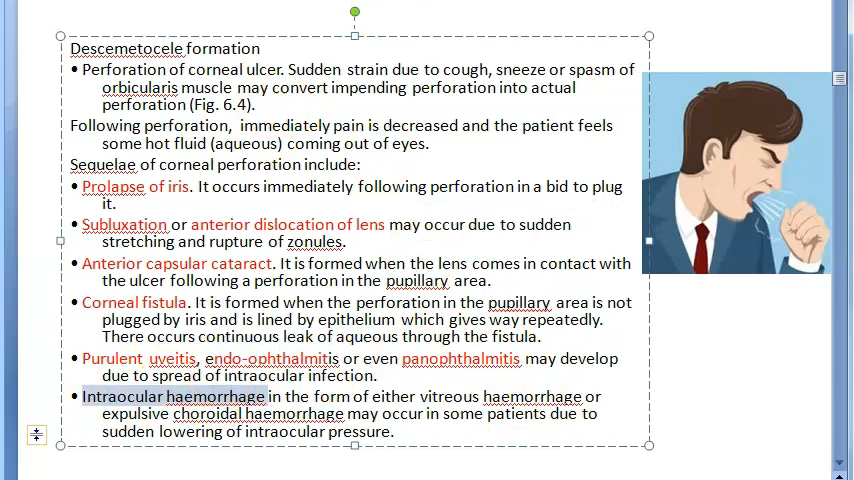 Descemetocele formation
• Perforation of corneal ulcer. Sudden strain due to cough, sneeze or spasm of
orbicularis muscle may convert impending perforation into actual
perforation (Fig. 6.4).
Following perforation, immediately pain is decreased and the patient feels
some hot fluid (aqueous) coming out of eyes.
Sequelae of corneal perforation include:
• Prolapse of iris. It occurs immediately following perforation in a bid to plug
it.
• Subluxation or anterior dislocation of lens may occur due to sudden
stretching and rupture of zonules.
• Anterior capsular cataract. It is formed when the lens comes in contact with
the ulcer following a perforation in the pupillary area.
• Corneal fistula. It is formed when the perforation in the pupillary area is not
plugged by iris and is lined by epithelium which gives way repeatedly.
There occurs continuous leak of aqueous through the fistula.
• Purulent uveitis, endo-ophthalmitis or even panophthalmitis may develop
due to spread of intraocular infection.
• Intraocular haemorrhage in the form of either vitreous haemorrhage or
expulsive choroidal haemorrhage may occur in some patients due to
sudden lowering of intraocular pressure.